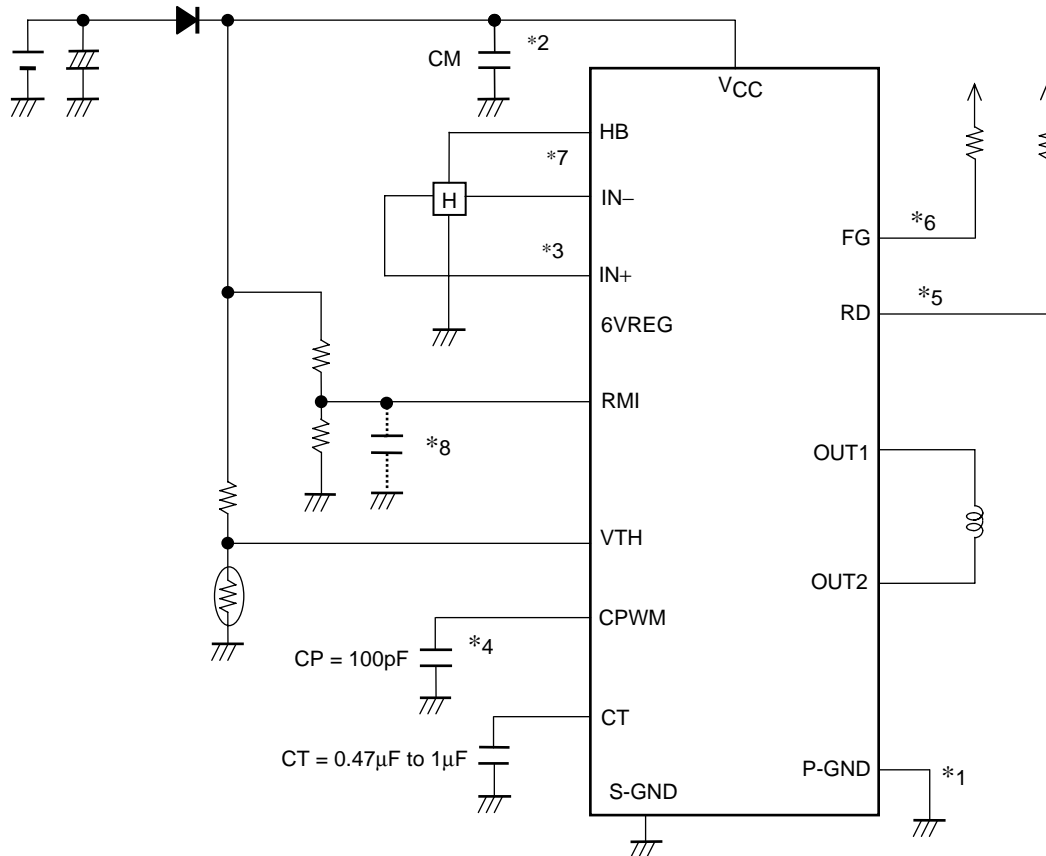 *2
CM
VCC
HB
*7
H
IN−
*6
FG
*3
IN+
*5
RD
6VREG
RMI
*8
OUT1
VTH
OUT2
CPWM
*4
CP = 100pF
CT
CT = 0.47μF to 1μF
P-GND
*1
S-GND